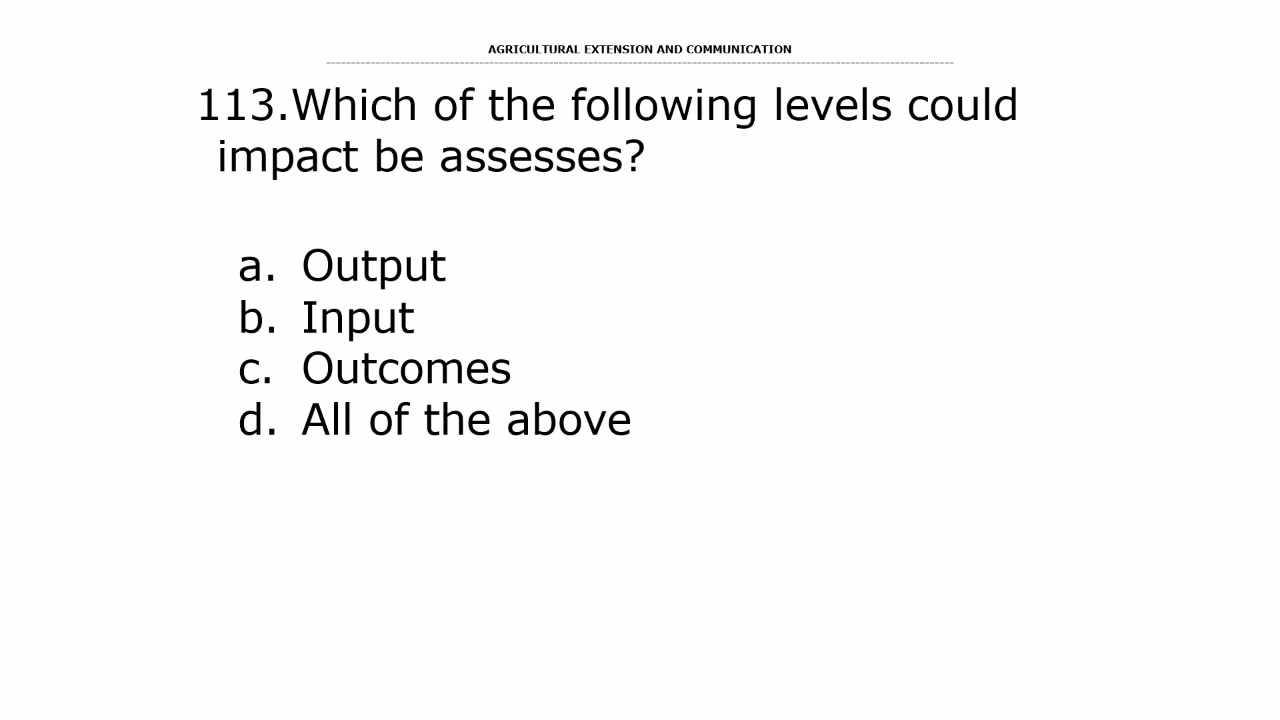 AGRICULTURAL EXTENSION AND COMMUNICATION
113.Which of the following levels could
impact be assesses?
a. Output
b. Input
c. Outcomes
d. All of the above